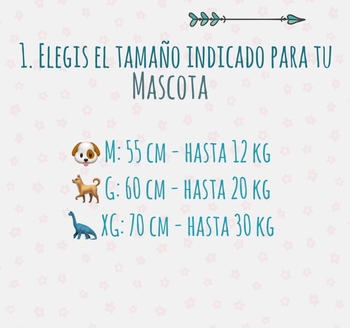 1. Elegis el tamaño indicado para tu
Mascota
M: 55 cm - hasta 12 kg
G: 60 cm - hasta 20 kg
XG: 70 cm - hasta 30 kg